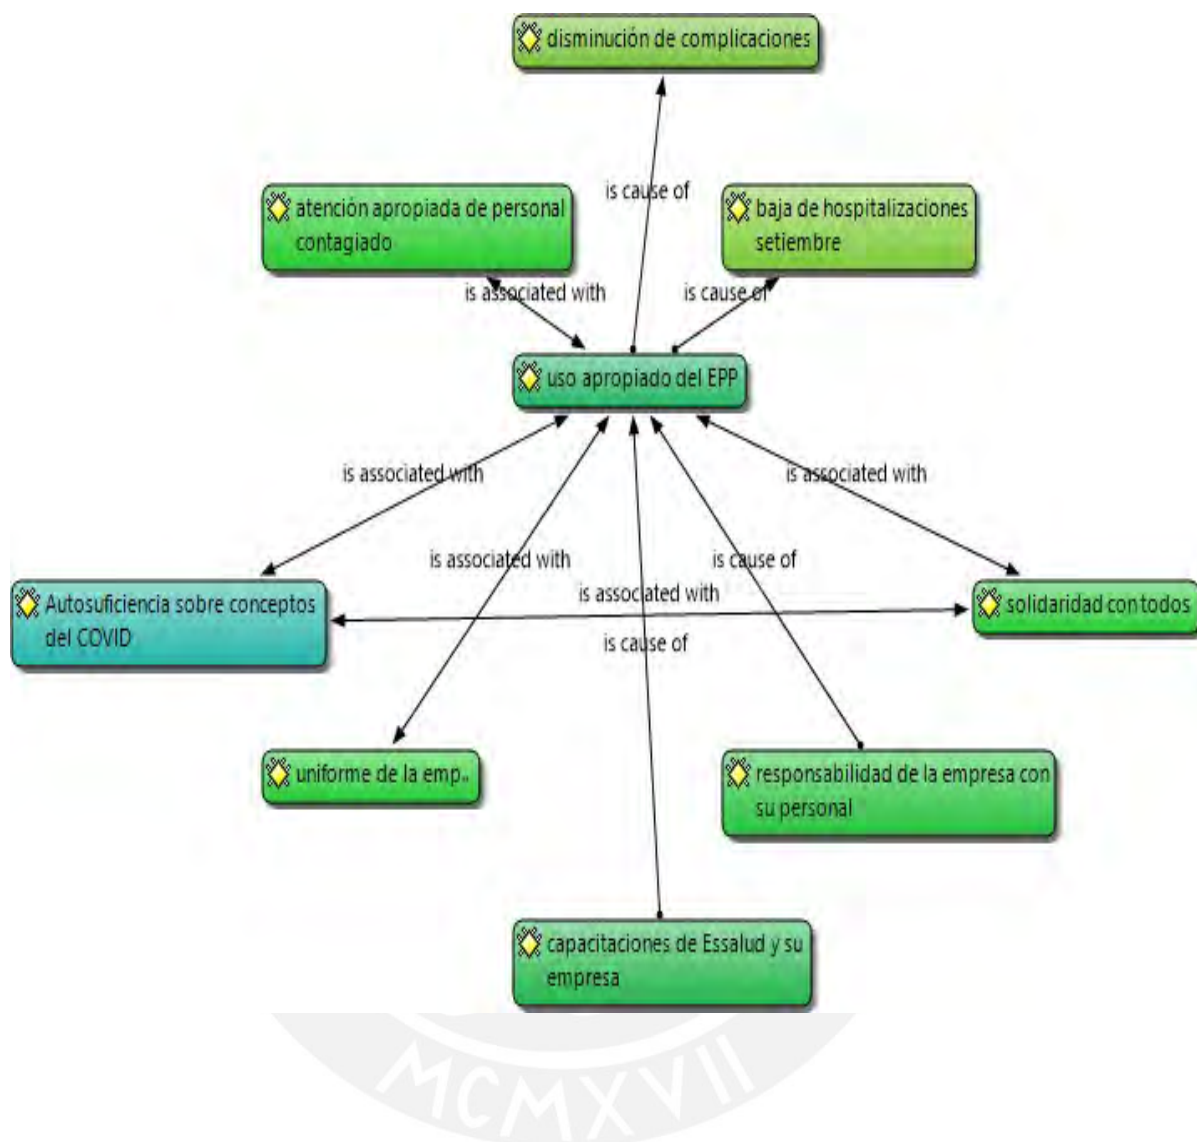 disminución de complicaciones
is cause of
atención apropiada de personal
contagiado
baja de hospitalizaciones
setiembre
is associated with
is cause of
uso apropiado del EPP
is associated with
is associated with
is associated with
is cause of
is associated with
Autosuficiencia sobre conceptos
del COVID
solidaridad con todos
is cause of
uniforme de la emp..
responsabilidad de la empresa con
su personal
capacitaciones de Essalud y su
empresa
MCMXVII